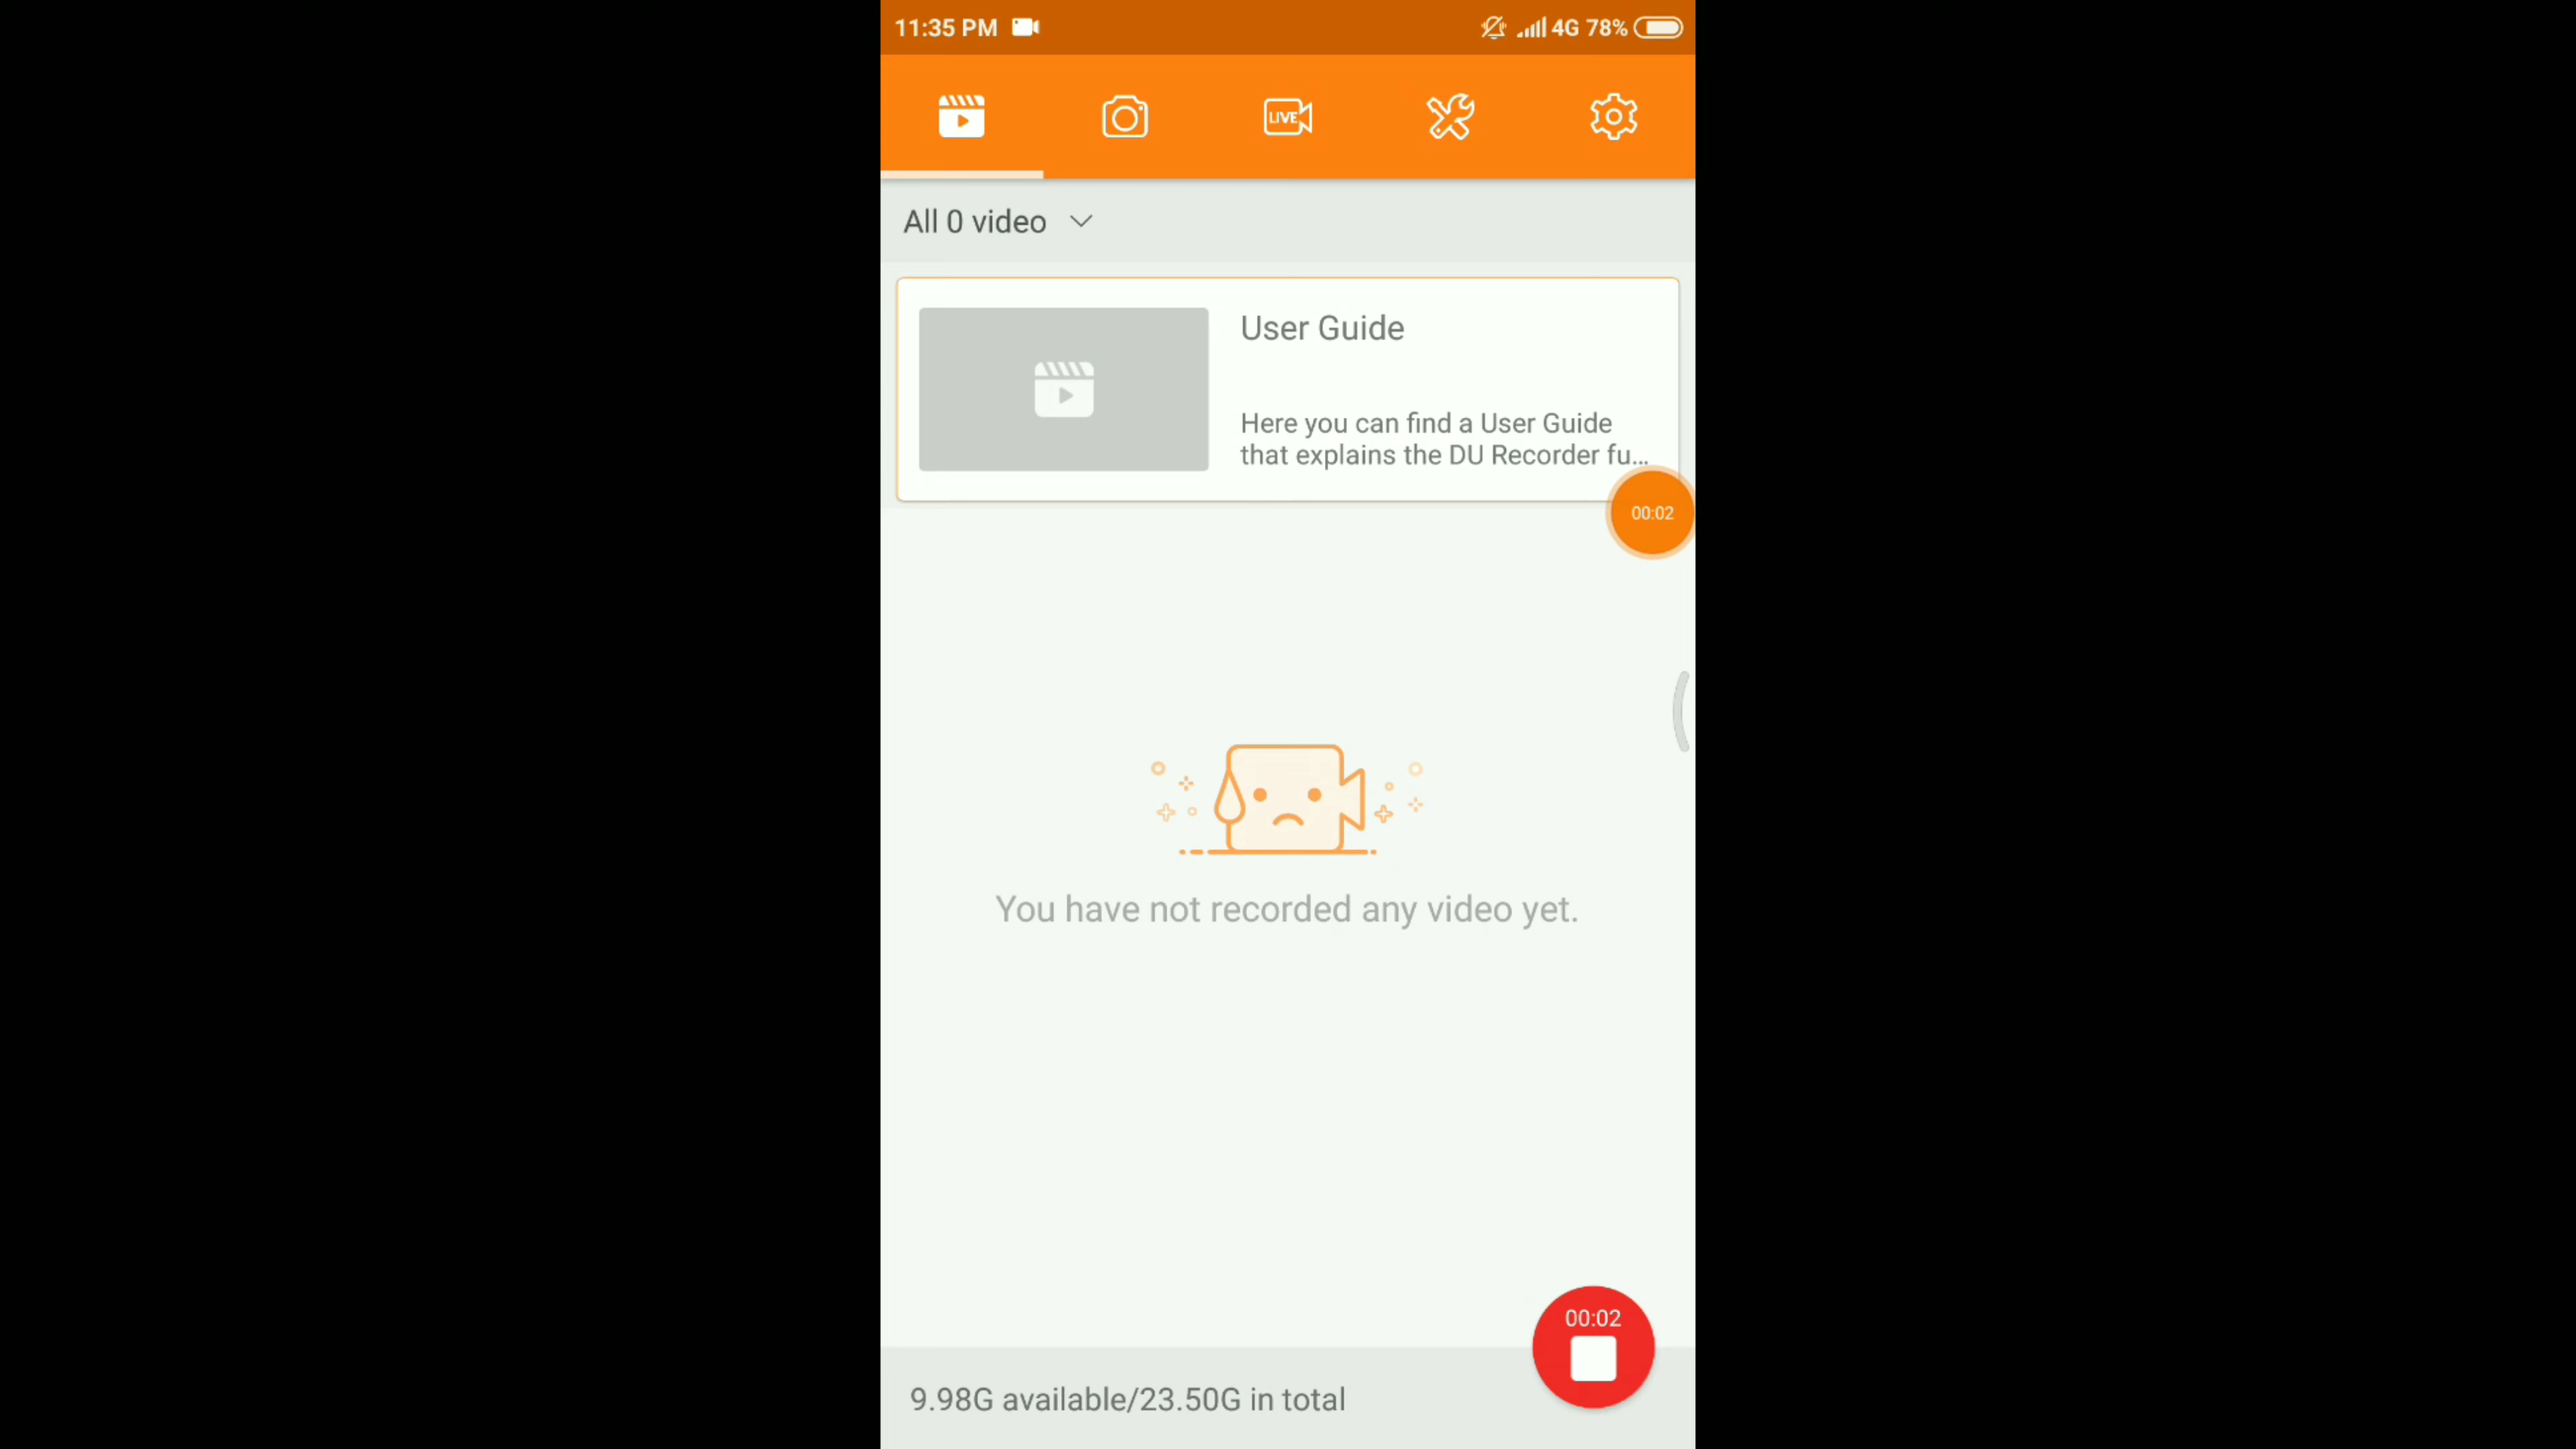 11:35 PM
4G 78%
LIVE
All 0 video
User Guide
Here you can find a User Guide
that explains the DU Recorder fu...
00:02
You have not recorded any video yet.
00:02
9.98G available/23.50G in total